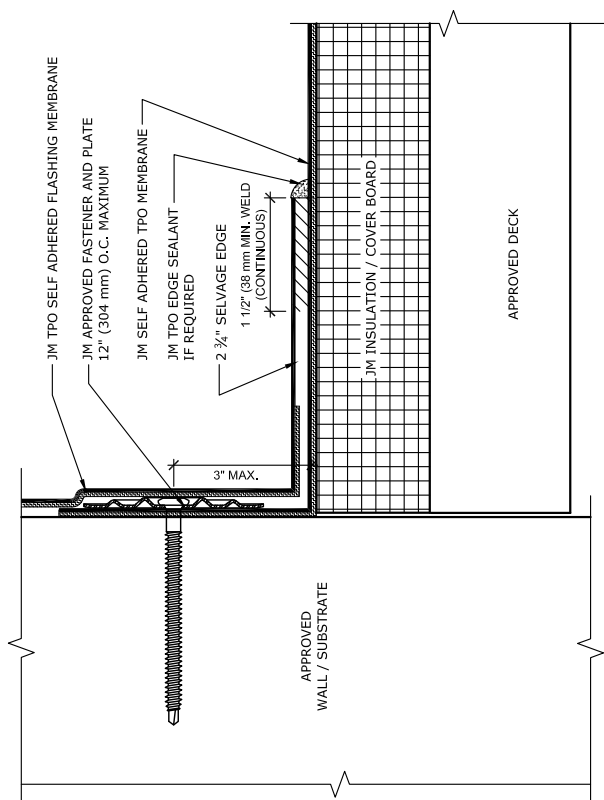 JM TPO SELF ADHERED FLASHING MEMBRANE
JM APPROVED FASTENER AND PLATE
12" (304 mm) O.C. MAXIMUM
JM SELF ADHERED TPO MEMBRANE
JM TPO EDGE SEALANT
IF REQUIRED
2 ¾" SELVAGE EDGE
1 1/2" (38 mm MIN. WELD
(CONTINUOUS)
3" MAX.
JM INSULATION / COVER BOARD
APPROVED DECK
APPROVED
WALL / SUBSTRATE